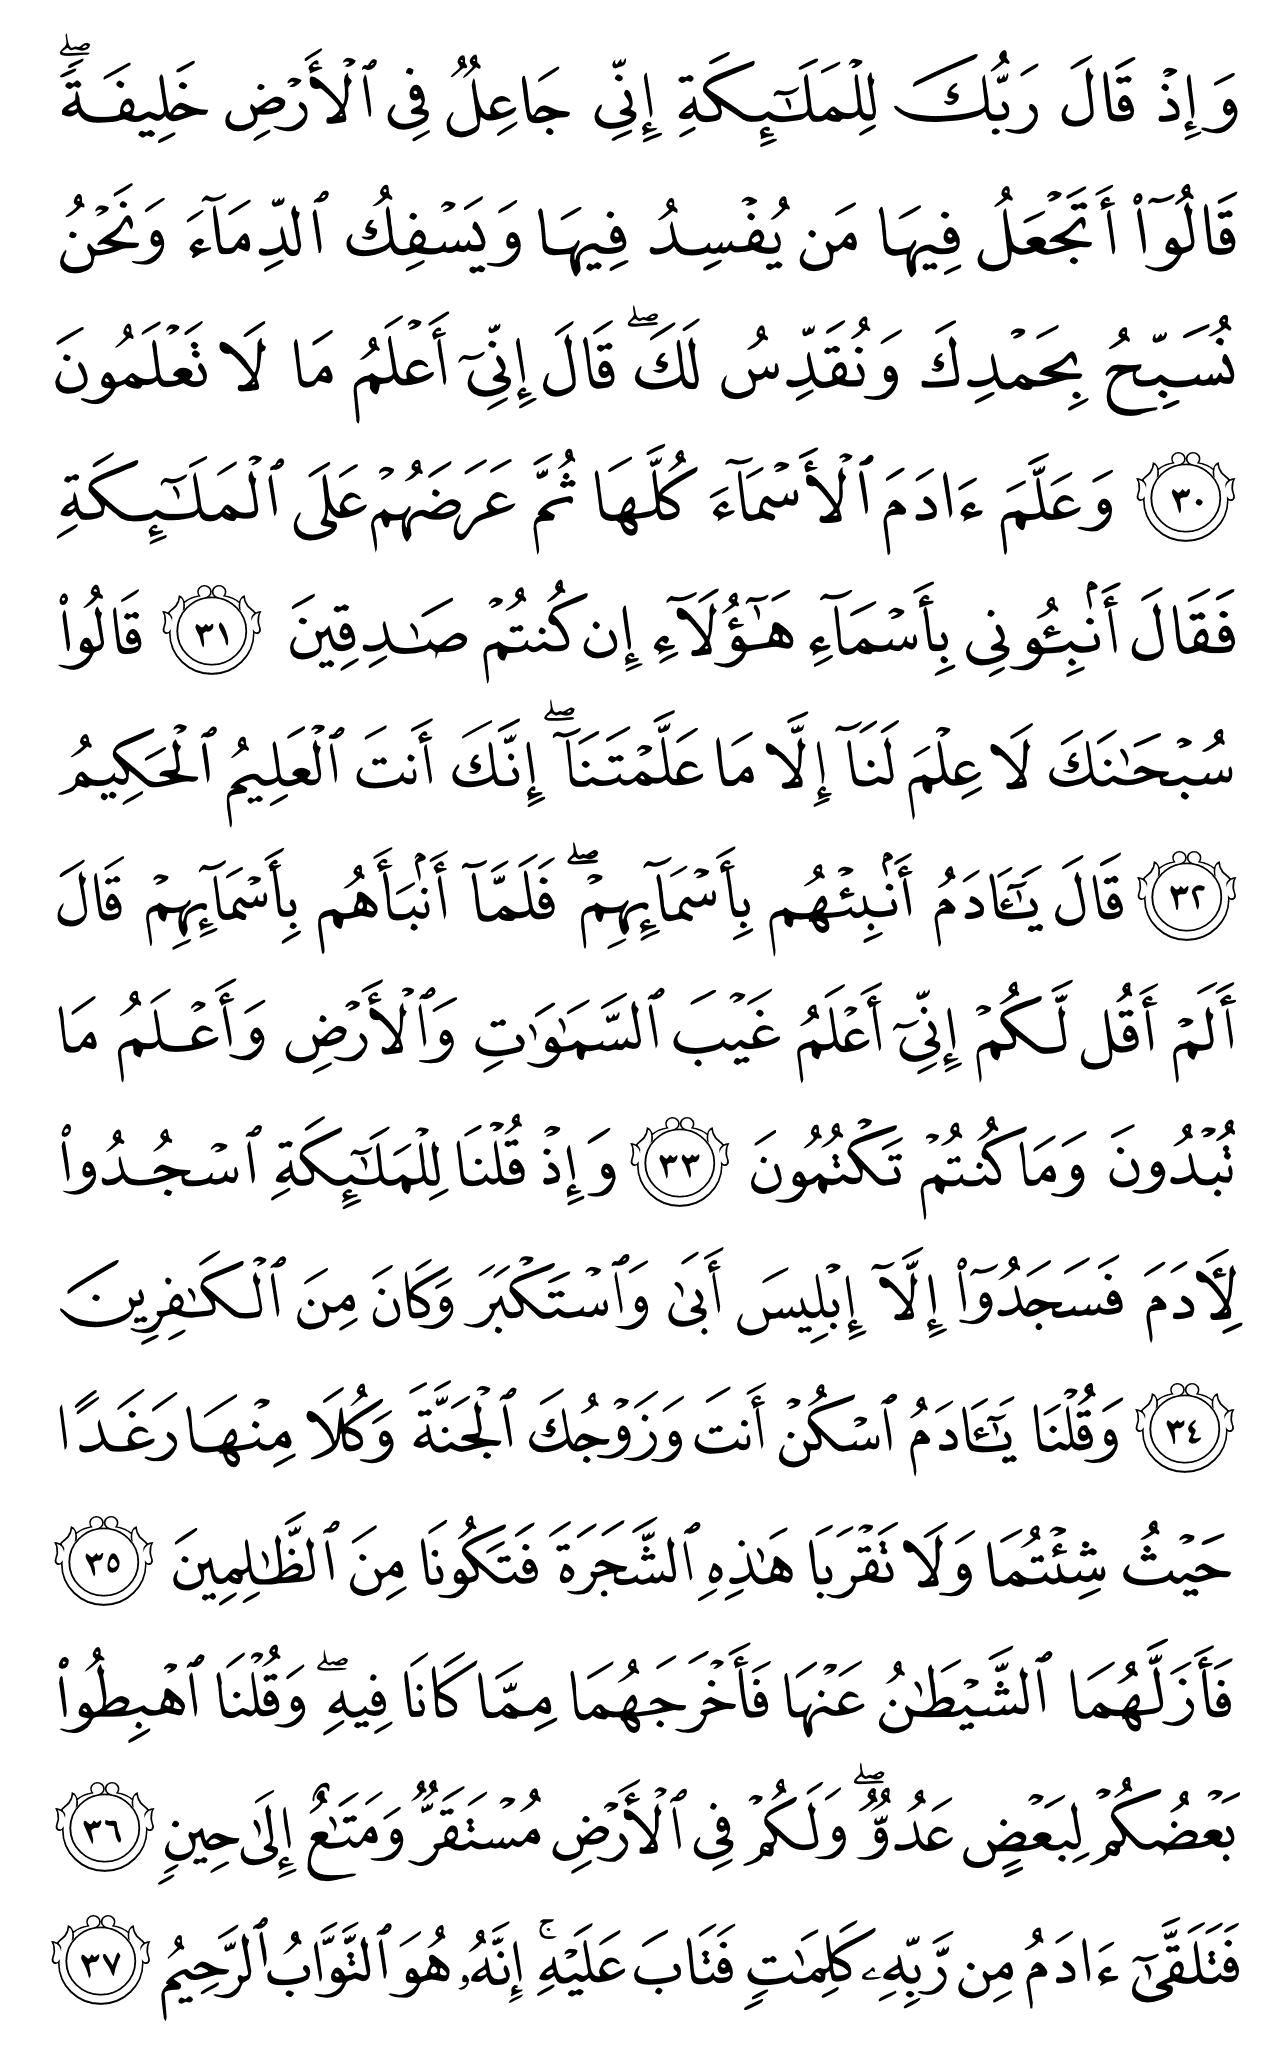 وَإِذْ قَالَ رَبُّكَ لِلْمَلَٰٓئِكَةِ إِنِّى جَاعِلٌ فِى ٱلْأَرْضِ خَلِيفَةًۖ
قَالُوٓا۟ أَتَجْعَلُ فِيهَا مَن يُفْسِدُ فِيهَا وَيَسْفِكُ ٱلدِّمَآءَ وَنَحْنُ
نُسَبِّحُ بِحَمْدِكَ وَنُقَدِّسُ لَكَۖ قَالَ إِنِّىٓ أَعْلَمُ مَا لَا تَعْلَمُونَ
٣٠ وَعَلَّمَ ءَادَمَ ٱلْأَسْمَآءَ كُلَّهَا ثُمَّ عَرَضَهُمْ عَلَى ٱلْمَلَٰٓئِكَةِ
فَقَالَ أَنۢبِـُٔونِى بِأَسْمَآءِ هَٰٓؤُلَآءِ إِن كُنتُمْ صَٰدِقِينَ ٣١ قَالُوا۟
سُبْحَٰنَكَ لَا عِلْمَ لَنَآ إِلَّا مَا عَلَّمْتَنَآۖ إِنَّكَ أَنتَ ٱلْعَلِيمُ ٱلْحَكِيمُ
٣٢ قَالَ يَٰٓـَٔادَمُ أَنۢبِئْهُم بِأَسْمَآئِهِمْۖ فَلَمَّآ أَنۢبَأَهُم بِأَسْمَآئِهِمْ قَالَ
أَلَمْ أَقُل لَّكُمْ إِنِّىٓ أَعْلَمُ غَيْبَ ٱلسَّمَٰوَٰتِ وَٱلْأَرْضِ وَأَعْلَمُ مَا
تُبْدُونَ وَمَا كُنتُمْ تَكْتُمُونَ ٣٣ وَإِذْ قُلْنَا لِلْمَلَٰٓئِكَةِ ٱسْجُدُوا۟
لِـَٔادَمَ فَسَجَدُوٓا۟ إِلَّآ إِبْلِيسَ أَبَىٰ وَٱسْتَكْبَرَ وَكَانَ مِنَ ٱلْكَٰفِرِينَ
٣٤ وَقُلْنَا يَٰٓـَٔادَمُ ٱسْكُنْ أَنتَ وَزَوْجُكَ ٱلْجَنَّةَ وَكُلَا مِنْهَا رَغَدًا
حَيْثُ شِئْتُمَا وَلَا تَقْرَبَا هَٰذِهِ ٱلشَّجَرَةَ فَتَكُونَا مِنَ ٱلظَّٰلِمِينَ ٣٥
فَأَزَلَّهُمَا ٱلشَّيْطَٰنُ عَنْهَا فَأَخْرَجَهُمَا مِمَّا كَانَا فِيهِۖ وَقُلْنَا ٱهْبِطُوا۟
بَعْضُكُمْ لِبَعْضٍ عَدُوٌّۖ وَلَكُمْ فِى ٱلْأَرْضِ مُسْتَقَرٌّ وَمَتَٰعٌ إِلَىٰ حِينٍ ٣٦
فَتَلَقَّىٰٓ ءَادَمُ مِن رَّبِّهِۦ كَلِمَٰتٍ فَتَابَ عَلَيْهِۚ إِنَّهُۥ هُوَ ٱلتَّوَّابُ ٱلرَّحِيمُ ٣٧